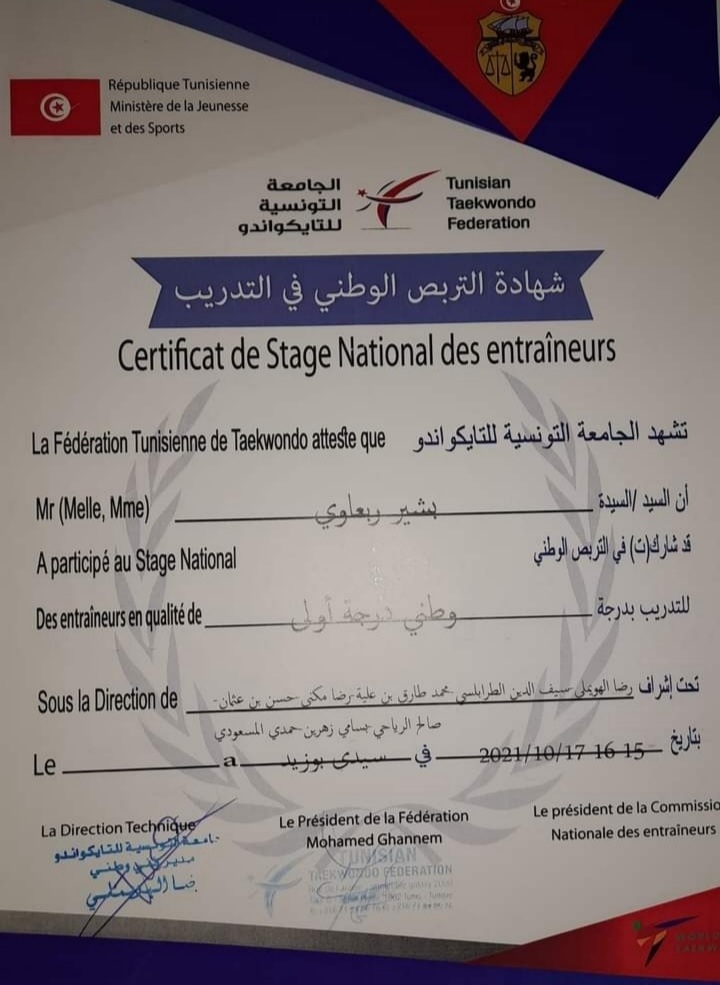 République Tunisienne
Ministère de la Jeunesse
et des Sports
الجامعة
التونسية
للتايكواندو
Tunisian
Taekwondo
Federation
شهادة التربص الوطني في التدريب
Certificat de Stage National des entraîneurs
La Fédération Tunisienne de Taekwondo atteste que تشهد الجامعة التونسية للتايكواندو
Mr (Melle, Mme) بشير ربعاوي أن السيد /السيدة
A participé au Stage National قد شارك(ت) في التربص الوطني
Des entraîneurs en qualité de وطني درجة أولى للتدريب بدرجة
Sous la Direction de تحت إشراف رضا الهوتملي سيف الدين الطرابلسي محمد طارق بن علية-رضا مكني حسن بن عثمان-
صالح الرياحي-سامي زهرين حمدي المسعودي
Le a سيدي بوزيد في 2021/10/17-16-15 بتاريخ
La Direction Technique
Le Président de la Fédération
Mohamed Ghannem
Le président de la Commissio
Nationale des entraîneurs
TUNISIAN
TAEKWONDO FEDERATION